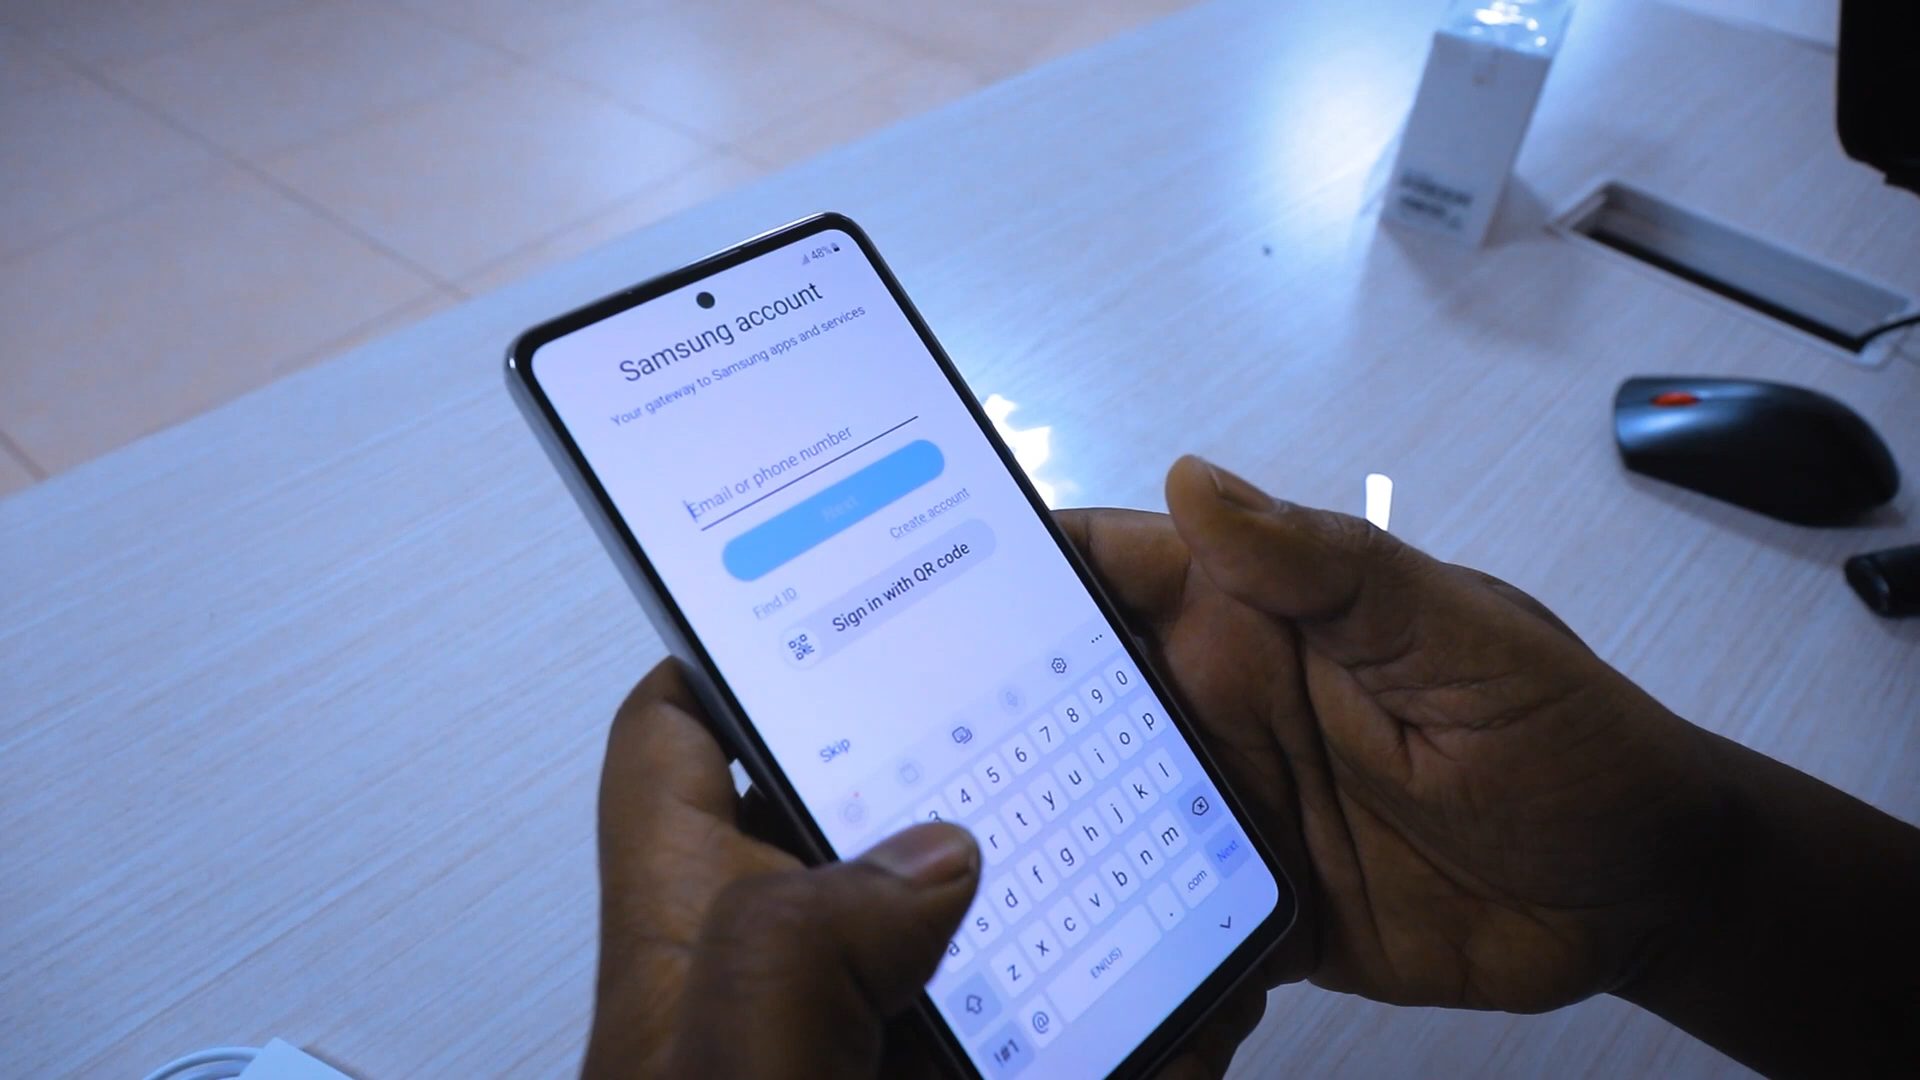 48%
Samsung account
Your gateway to Samsung apps and services
Email or phone number
Next
Find ID
Create account
Sign in with QR code
Skip
3 4 5 6 7 8 9 0
r t y u i o p
a s d f g h j k l
z x c v b n m
!#1 @ EN(US) . .com Next